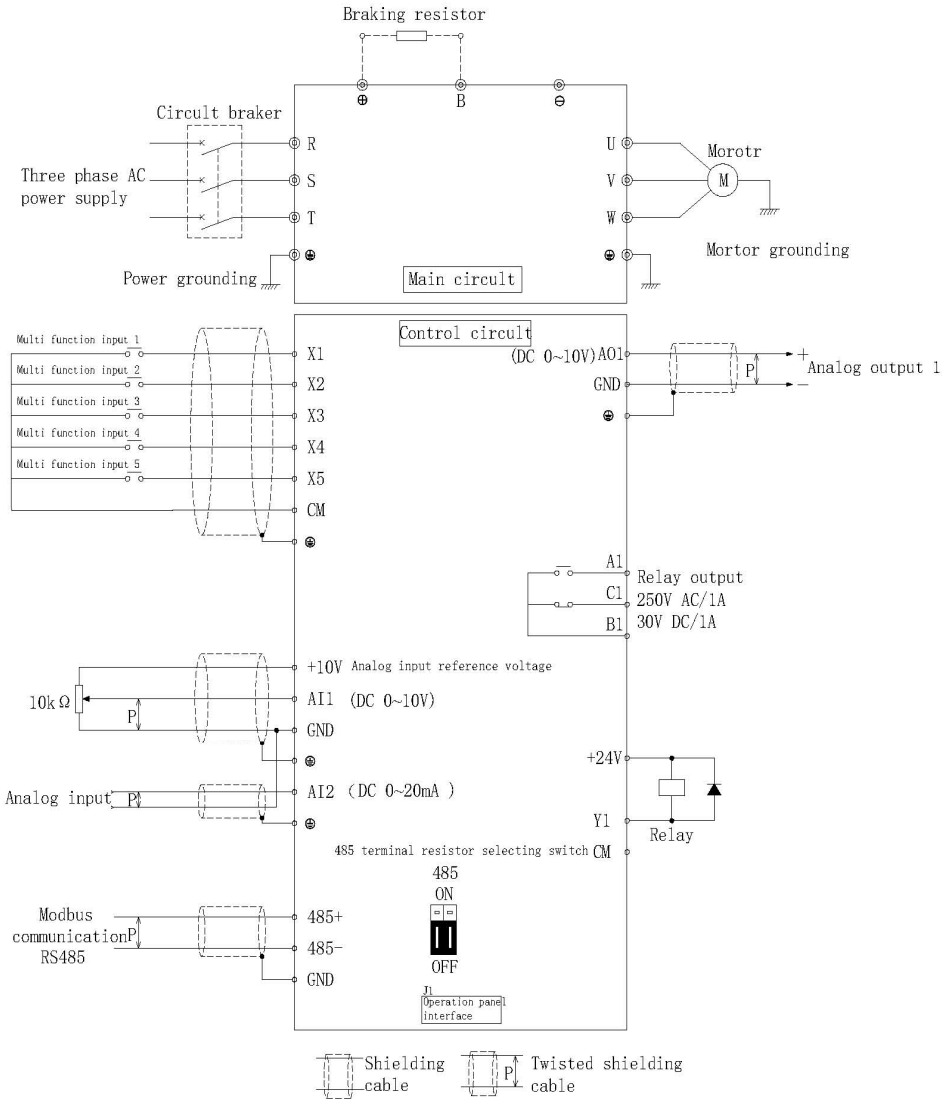 Braking resistor
⊕
B
⊖
Circult braker
R
S
T
Three phase AC
power supply
Power grounding
U
V
W
Morotr
M
Mortor grounding
Main circult
Control circult
Multi function input 1
Multi function input 2
Multi function input 3
Multi function input 4
Multi function input 5
X1
X2
X3
X4
X5
CM
(DC 0~10V) AO1
GND
P
+
−
Analog output 1
A1
C1
B1
Relay output
250V AC/1A
30V DC/1A
10kΩ
P
+10V Analog input reference voltage
AI1 (DC 0~10V)
GND
Analog input
P
AI2 (DC 0~20mA )
+24V
Y1
Relay
485 terminal resistor selecting switch CM
485
ON
OFF
Modbus
communication
RS485
P
485+
485-
GND
J1
Operation panel
interface
Shielding
cable
P
Twisted shielding
cable